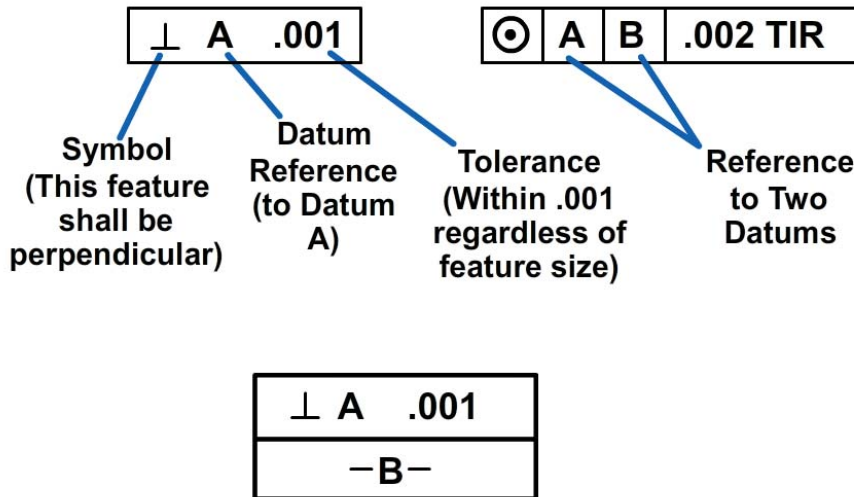 ⊥ A .001
⊙ A B .002 TIR
Symbol
(This feature
shall be
perpendicular)
Datum
Reference
(to Datum
A)
Tolerance
(Within .001
regardless of
feature size)
Reference
to Two
Datums
⊥ A .001
–B–